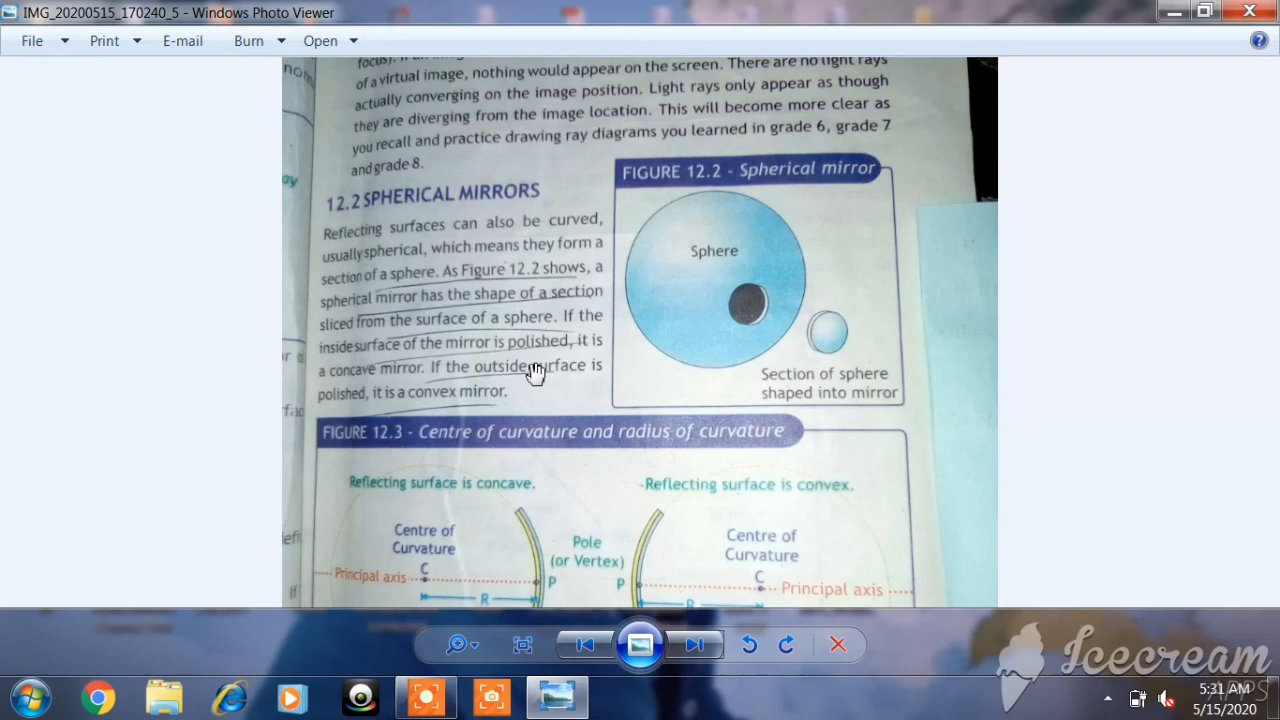 IMG_20200515_170240_5 - Windows Photo Viewer
File Print E-mail Burn Open
of a virtual image, nothing would appear on the screen. There are no light rays
actually converging on the image position. Light rays only appear as though
they are diverging from the image location. This will become more clear as
you recall and practice drawing ray diagrams you learned in grade 6, grade 7
and grade 8.
12.2 SPHERICAL MIRRORS
Reflecting surfaces can also be curved,
usually spherical, which means they form a
section of a sphere. As Figure 12.2 shows, a
spherical mirror has the shape of a section
sliced from the surface of a sphere. If the
inside surface of the mirror is polished, it is
a concave mirror. If the outside surface is
polished, it is a convex mirror.
FIGURE 12.2 - Spherical mirror
Sphere
Section of sphere
shaped into mirror
FIGURE 12.3 - Centre of curvature and radius of curvature
Reflecting surface is concave.
Reflecting surface is convex.
Centre of
Curvature
C
Principal axis
R
P
Pole
(or Vertex)
P
Centre of
Curvature
C
Principal axis
R
Icecream
APPS
5:31 AM
5/15/2020